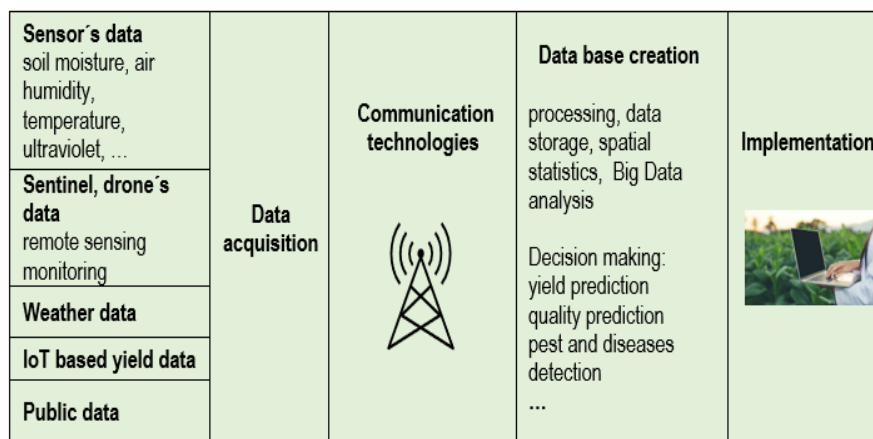 Sensor´s data
soil moisture, air
humidity,
temperature,
ultraviolet, ...
Sentinel, drone´s
data
remote sensing
monitoring
Weather data
IoT based yield data
Public data
Data
acquisition
Communication
technologies
Data base creation
processing, data
storage, spatial
statistics, Big Data
analysis
Decision making:
yield prediction
quality prediction
pest and diseases
detection
...
Implementation